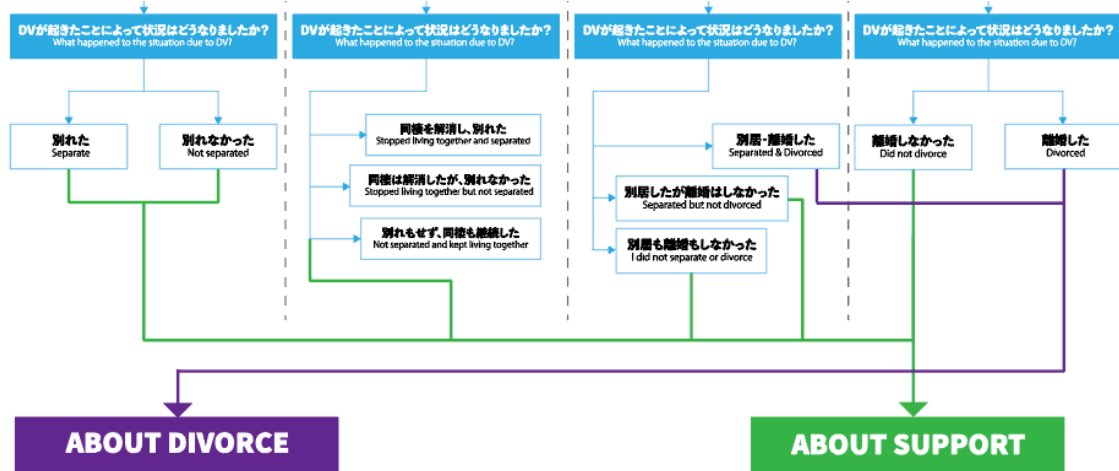 DVが起きたことによって状況はどうなりましたか？
What happened to the situation due to DV?
別れた
Separate
別れなかった
Not separated
DVが起きたことによって状況はどうなりましたか？
What happened to the situation due to DV?
同棲を解消し、別れた
Stopped living together and separated
同棲は解消したが、別れなかった
Stopped living together but not separated
別れもせず、同棲も継続した
Not separated and kept living together
DVが起きたことによって状況はどうなりましたか？
What happened to the situation due to DV?
別居・離婚した
Separated & Divorced
別居したが離婚はしなかった
Separated but not divorced
別居も離婚もしなかった
I did not separate or divorce
DVが起きたことによって状況はどうなりましたか？
What happened to the situation due to DV?
離婚しなかった
Did not divorce
離婚した
Divorced
ABOUT DIVORCE
ABOUT SUPPORT